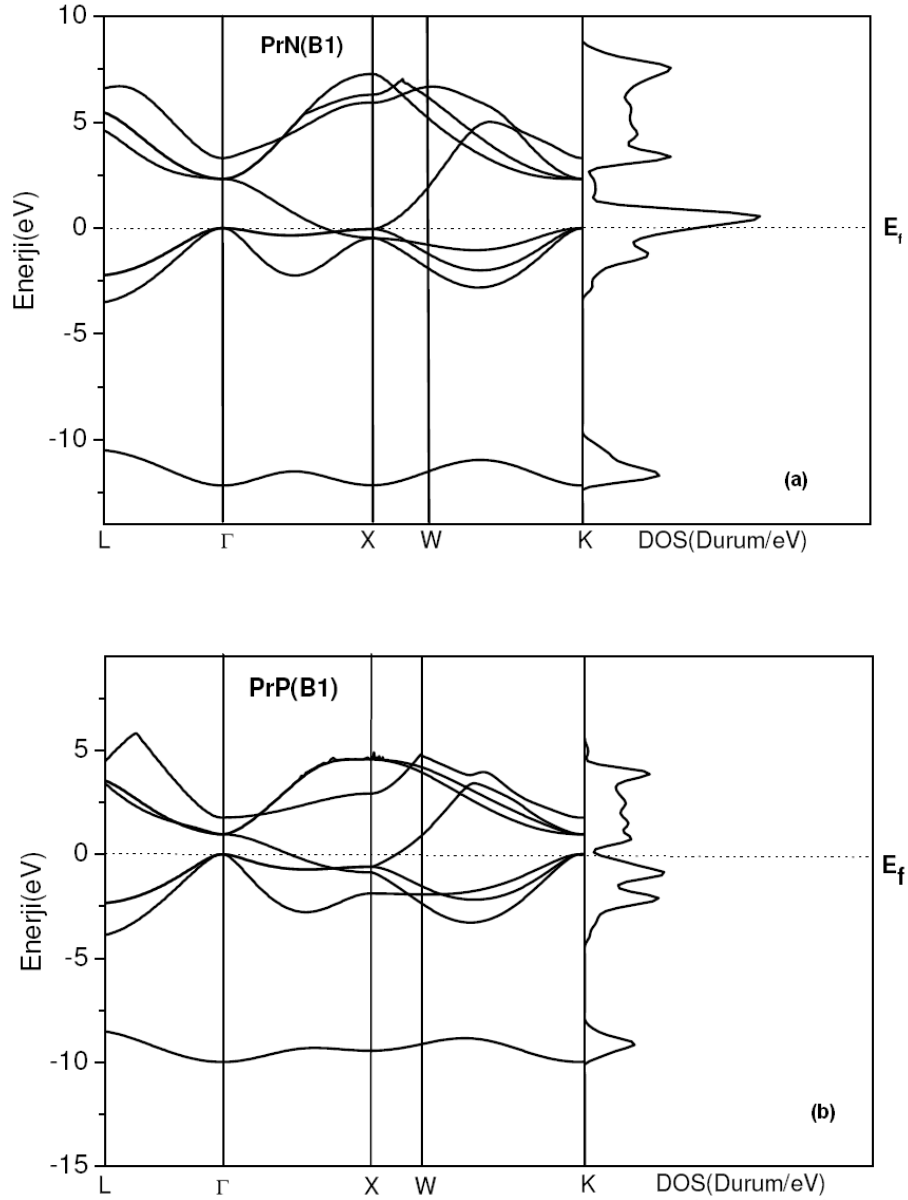 10
PrN(B1)
5
Enerji(eV)
0
E_f
-5
-10
(a)
L Γ X W K DOS(Durum/eV)
PrP(B1)
5
0
E_f
Enerji(eV)
-5
-10
(b)
-15
L Γ X W K DOS(Durum/eV)